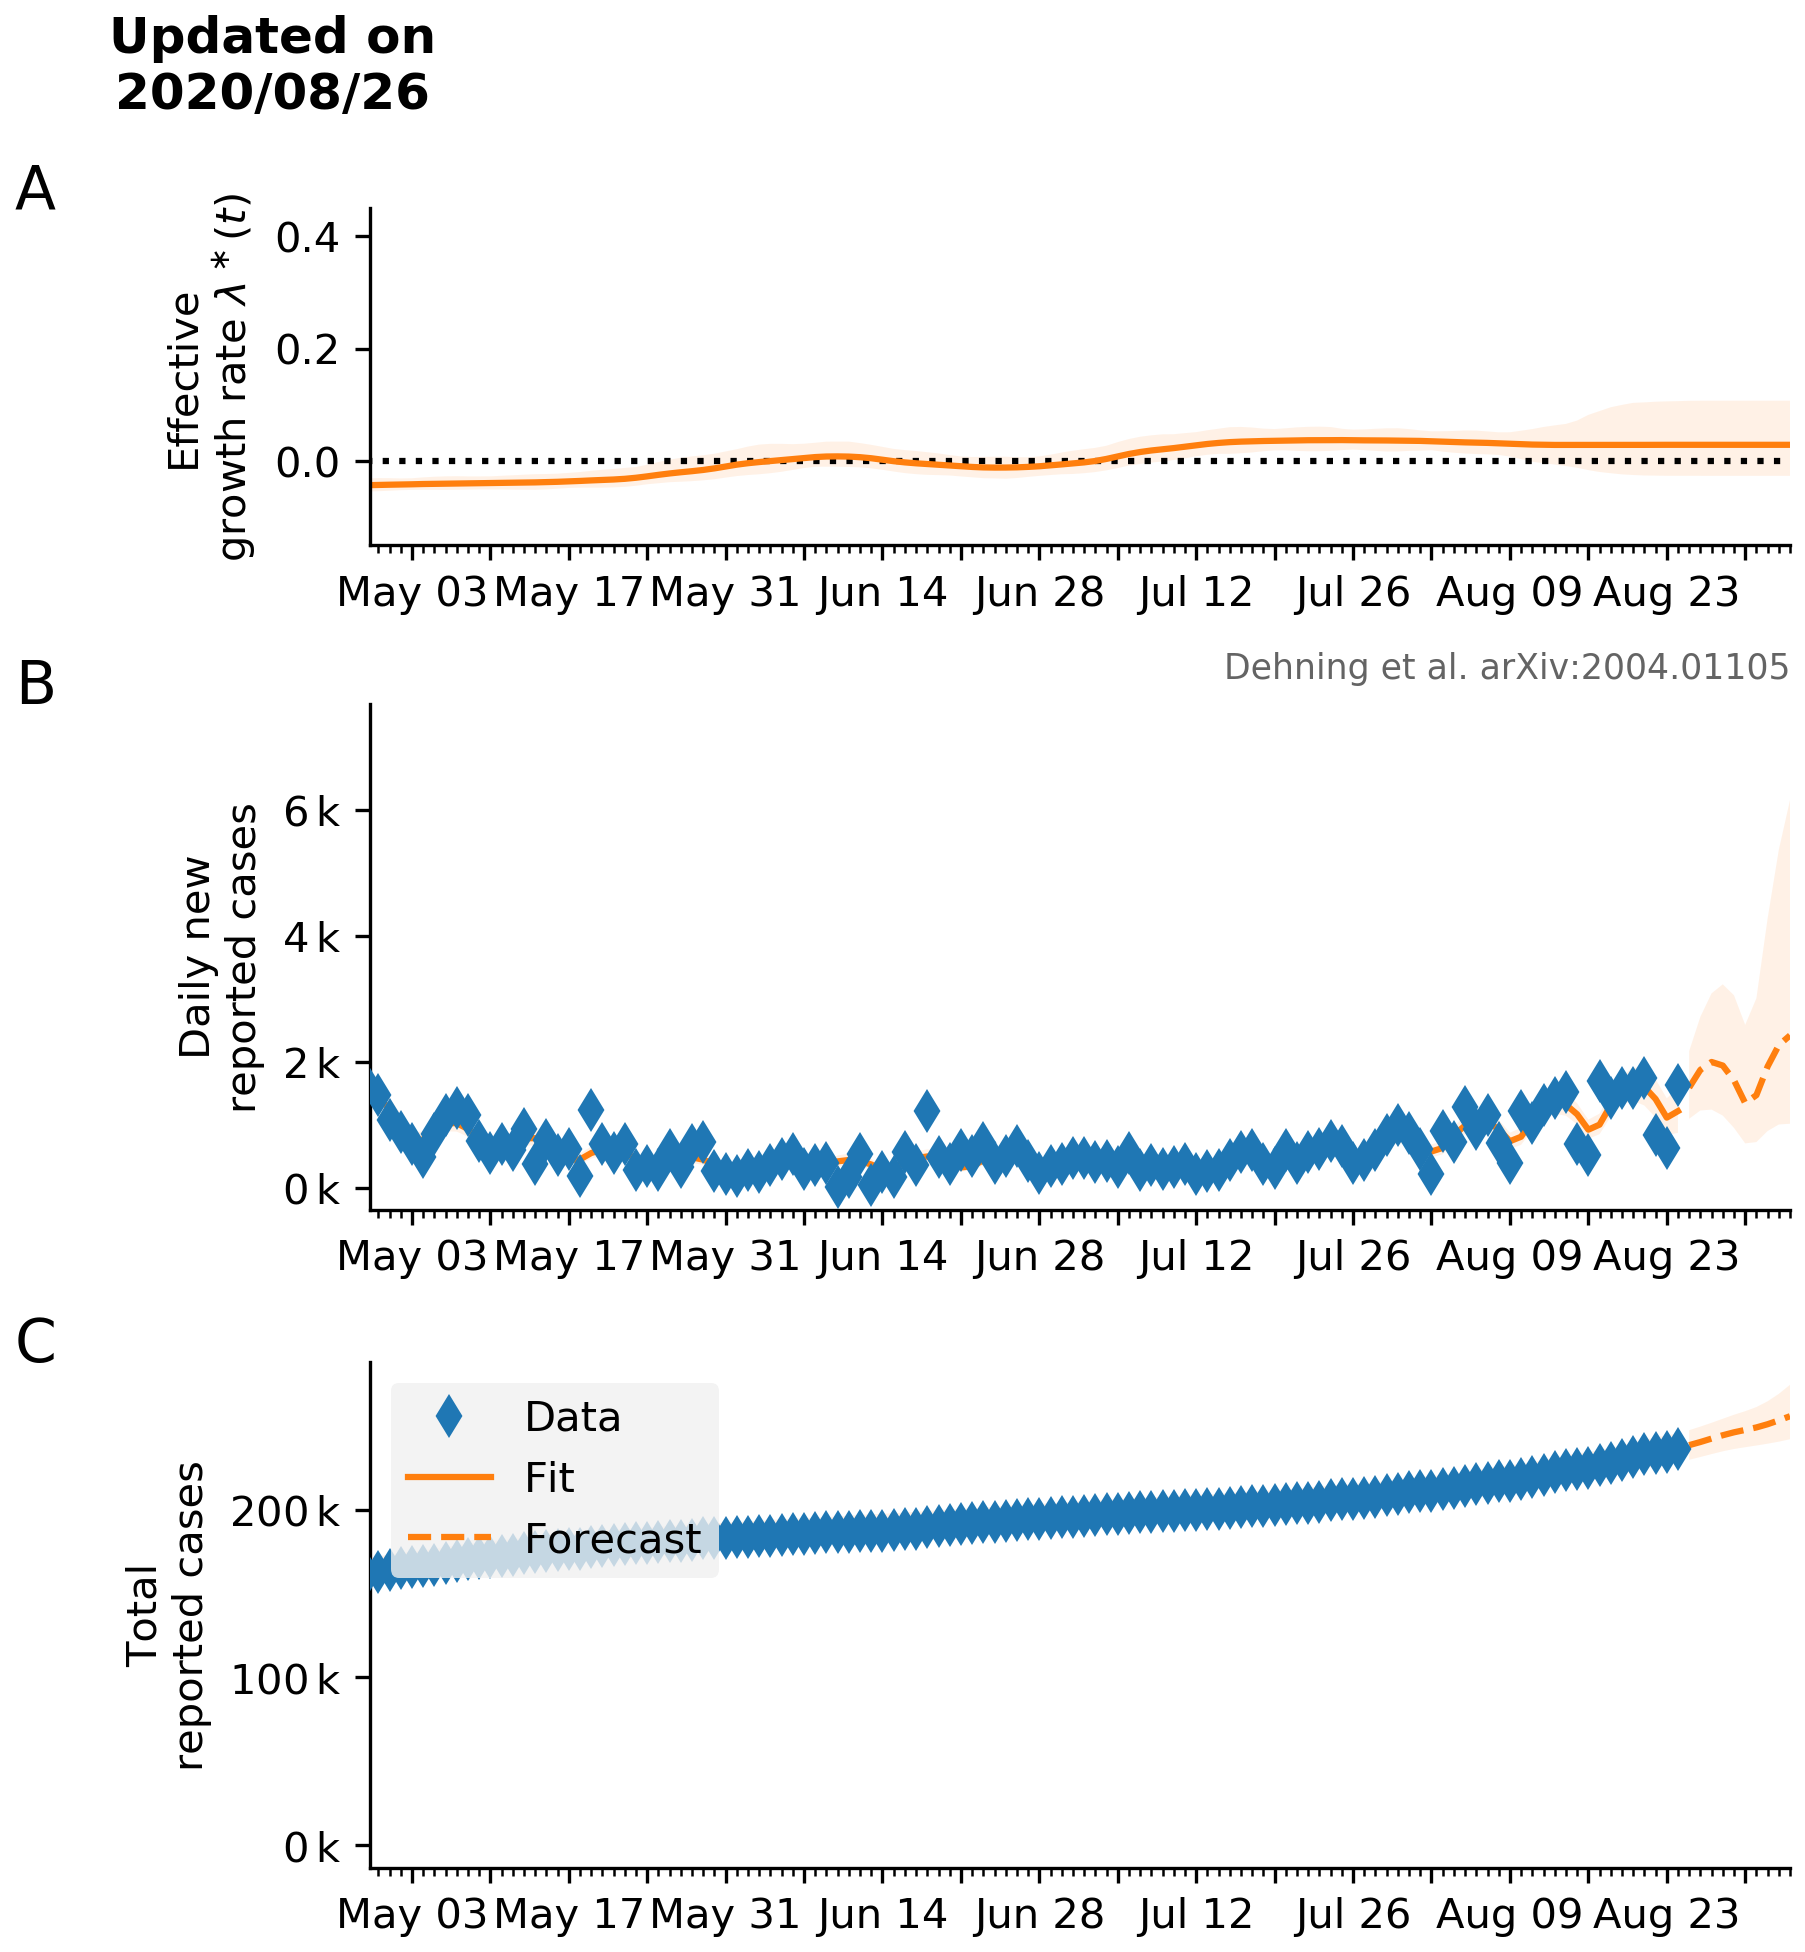 Updated on
2020/08/26
A
Effective
growth rate λ * (t)
0.4
0.2
0.0
May 03 May 17 May 31 Jun 14 Jun 28 Jul 12 Jul 26 Aug 09 Aug 23
B
Dehning et al. arXiv:2004.01105
Daily new
reported cases
6 k
4 k
2 k
0 k
May 03 May 17 May 31 Jun 14 Jun 28 Jul 12 Jul 26 Aug 09 Aug 23
C
Total
reported cases
Data
Fit
Forecast
200 k
100 k
0 k
May 03 May 17 May 31 Jun 14 Jun 28 Jul 12 Jul 26 Aug 09 Aug 23